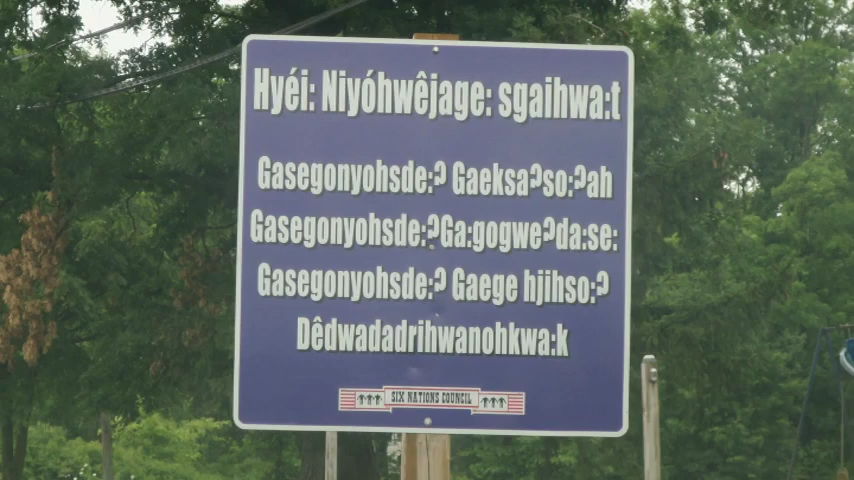 Hyéi: Niyóhwêjage: sgaihwa:t
Gasegonyohsde:ˀ Gaeksaˀso:ˀah
Gasegonyohsde:ˀGa:gogweˀda:se:
Gasegonyohsde:ˀ Gaege hjihso:ˀ
Dêdwadadrihwanohkwa:k
SIX NATIONS COUNCIL